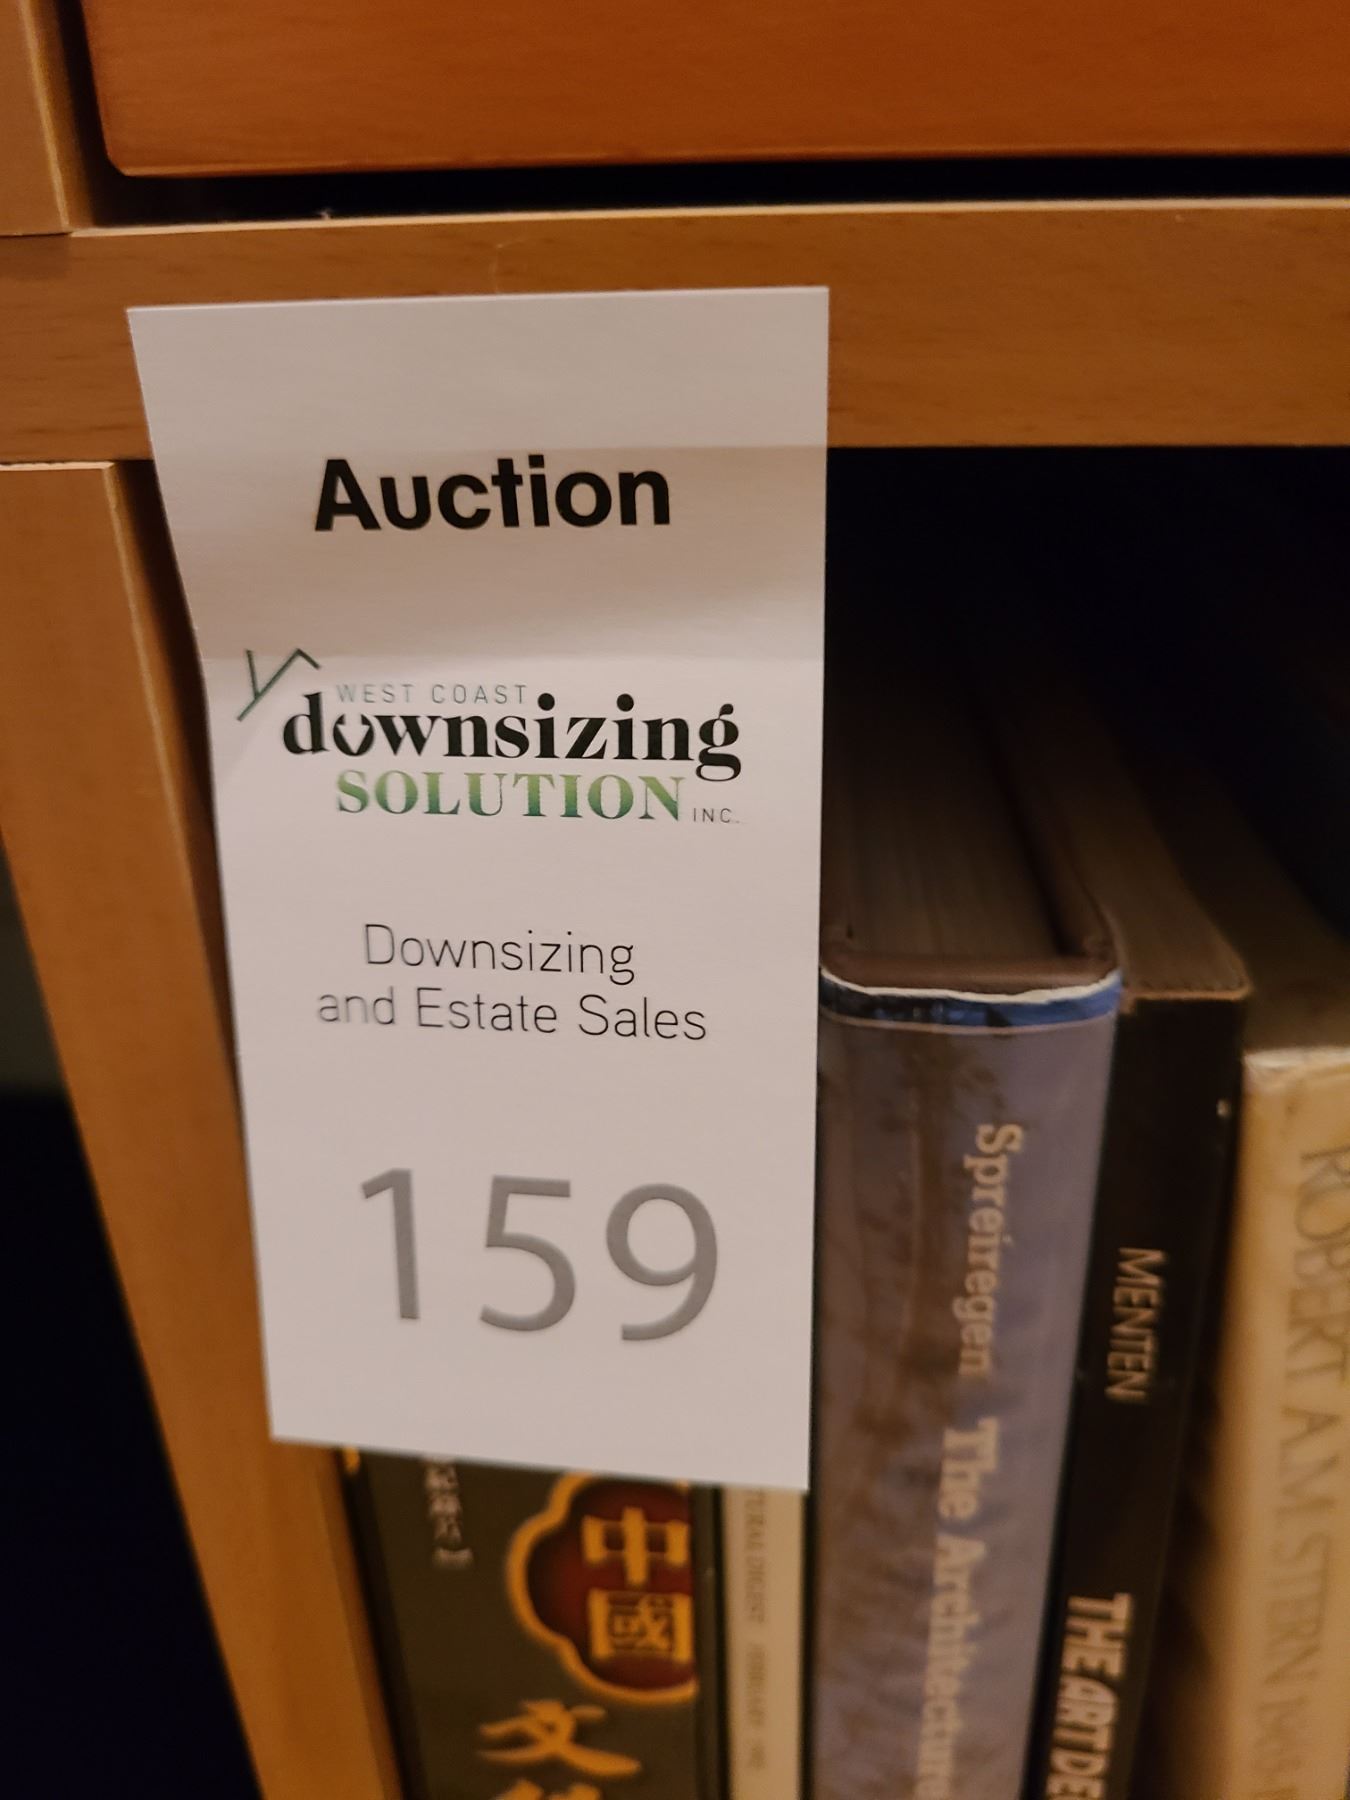 Auction
WEST COAST
downsizing
SOLUTION INC.
Downsizing
and Estate Sales
159
中國
文
Spreiregen The Architecture
MENTEN
THE ART DE
ROBERT A.M. STERN